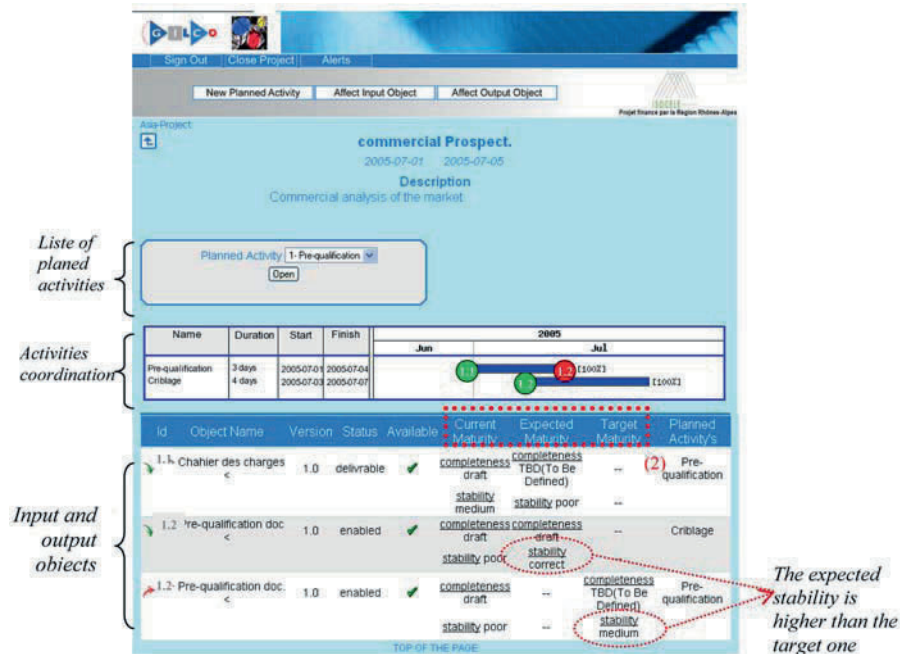 GILCO
Sign Out Close Project Alerts
New Planned Activity Affect Input Object Affect Output Object
ISOCELE
Projet finance par la Region Rhônes-Alpes
Asia-Project
commercial Prospect.
2005-07-01 2005-07-05
Description
Commercial analysis of the market.
Liste of
planed
activities
Planned Activity 1- Pre-qualification
Open
Activities
coordination
Name Duration Start Finish 2005
Jun Jul
Pre-qualification 3 days 2005-07-01 2005-07-04 1.1 1.2 [100%]
Criblage 4 days 2005-07-03 2005-07-07 1.2 [100%]
Id Object Name Version Status Available Current Maturity Expected Maturity Target Maturity Planned Activity's
Input and
output
objects
1.1. Chahier des charges < 1.0 delivrable completeness draft completeness TBD(To Be Defined) -- (2) Pre-qualification
stability medium stability poor --
1.2 Pre-qualification doc < 1.0 enabled completeness draft completeness draft -- Criblage
stability poor stability correct
1.2- Pre-qualification doc. < 1.0 enabled completeness draft -- completeness TBD(To Be Defined) Pre-qualification
stability poor -- stability medium
The expected
stability is
higher than the
target one
TOP OF THE PAGE